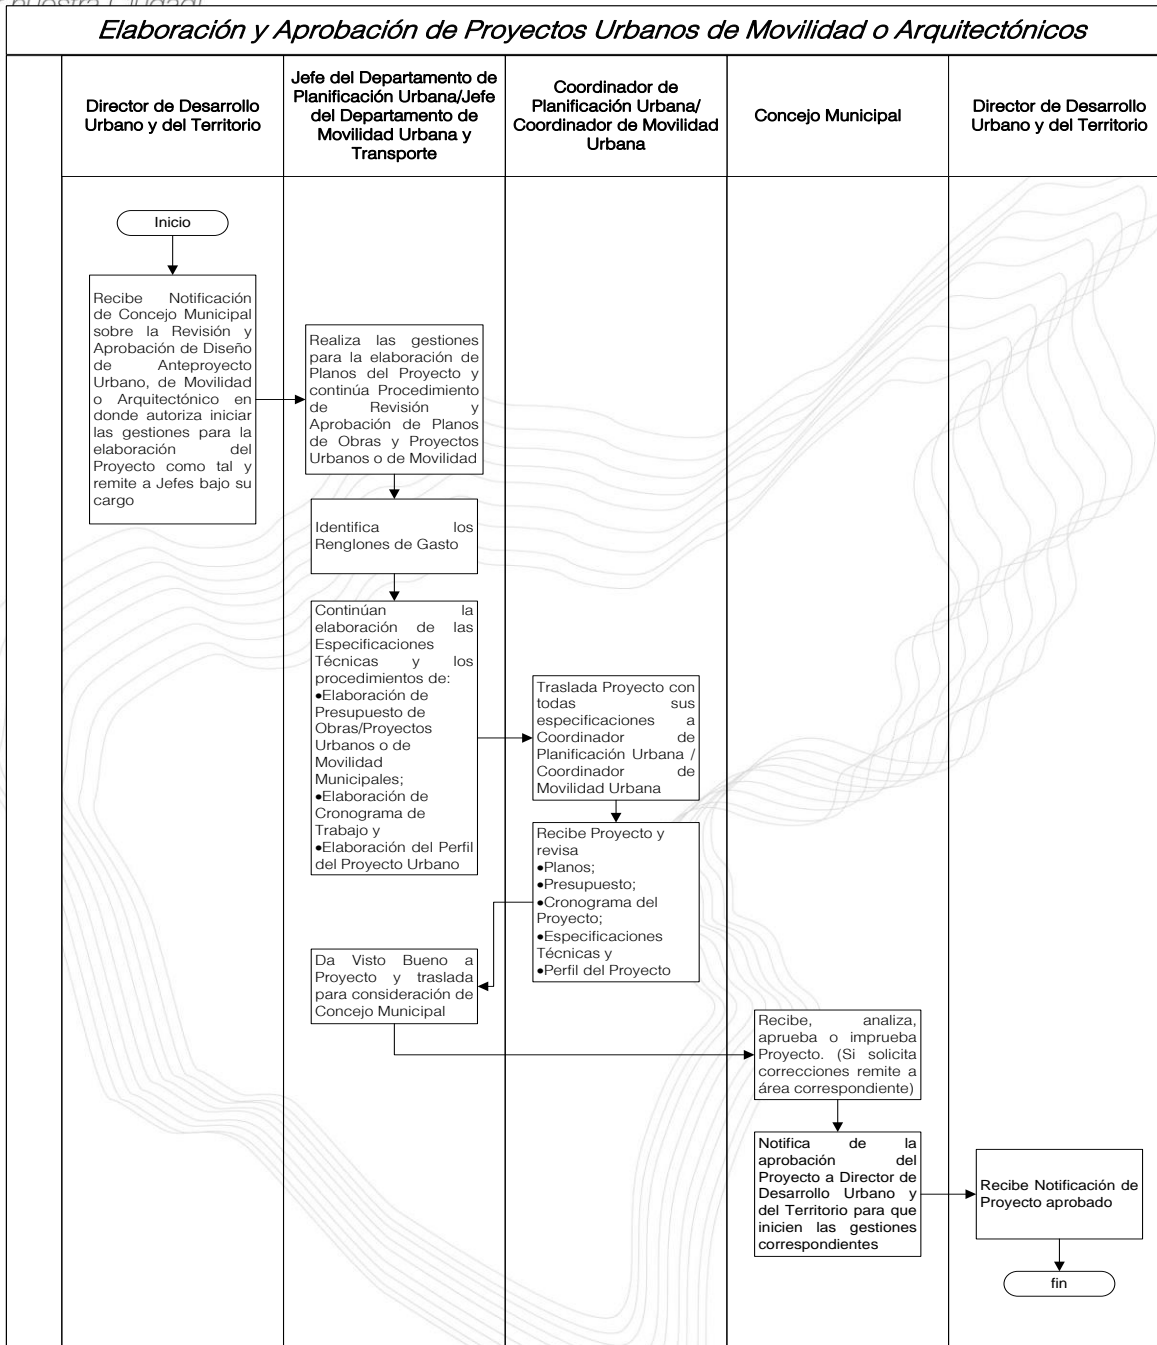 nuestra Ciudad!
Elaboración y Aprobación de Proyectos Urbanos de Movilidad o Arquitectónicos
Director de Desarrollo
Urbano y del Territorio
Jefe del Departamento de
Planificación Urbana/Jefe
del Departamento de
Movilidad Urbana y
Transporte
Coordinador de
Planificación Urbana/
Coordinador de Movilidad
Urbana
Concejo Municipal
Director de Desarrollo
Urbano y del Territorio
Inicio
Recibe Notificación
de Concejo Municipal
sobre la Revisión y
Aprobación de Diseño
de Anteproyecto
Urbano, de Movilidad
o Arquitectónico en
donde autoriza iniciar
las gestiones para la
elaboración del
Proyecto como tal y
remite a Jefes bajo su
cargo
Realiza las gestiones
para la elaboración de
Planos del Proyecto y
continúa Procedimiento
de Revisión y
Aprobación de Planos
de Obras y Proyectos
Urbanos o de Movilidad
Identifica los
Renglones de Gasto
Continúan la
elaboración de las
Especificaciones
Técnicas y los
procedimientos de:
•Elaboración de
Presupuesto de
Obras/Proyectos
Urbanos o de
Movilidad
Municipales;
•Elaboración de
Cronograma de
Trabajo y
•Elaboración del Perfil
del Proyecto Urbano
Traslada Proyecto con
todas sus
especificaciones a
Coordinador de
Planificación Urbana /
Coordinador de
Movilidad Urbana
Recibe Proyecto y
revisa
•Planos;
•Presupuesto;
•Cronograma del
Proyecto;
•Especificaciones
Técnicas y
•Perfil del Proyecto
Da Visto Bueno a
Proyecto y traslada
para consideración de
Concejo Municipal
Recibe, analiza,
aprueba o imprueba
Proyecto. (Si solicita
correcciones remite a
área correspondiente)
Notifica de la
aprobación del
Proyecto a Director de
Desarrollo Urbano y
del Territorio para que
inicien las gestiones
correspondientes
Recibe Notificación de
Proyecto aprobado
fin